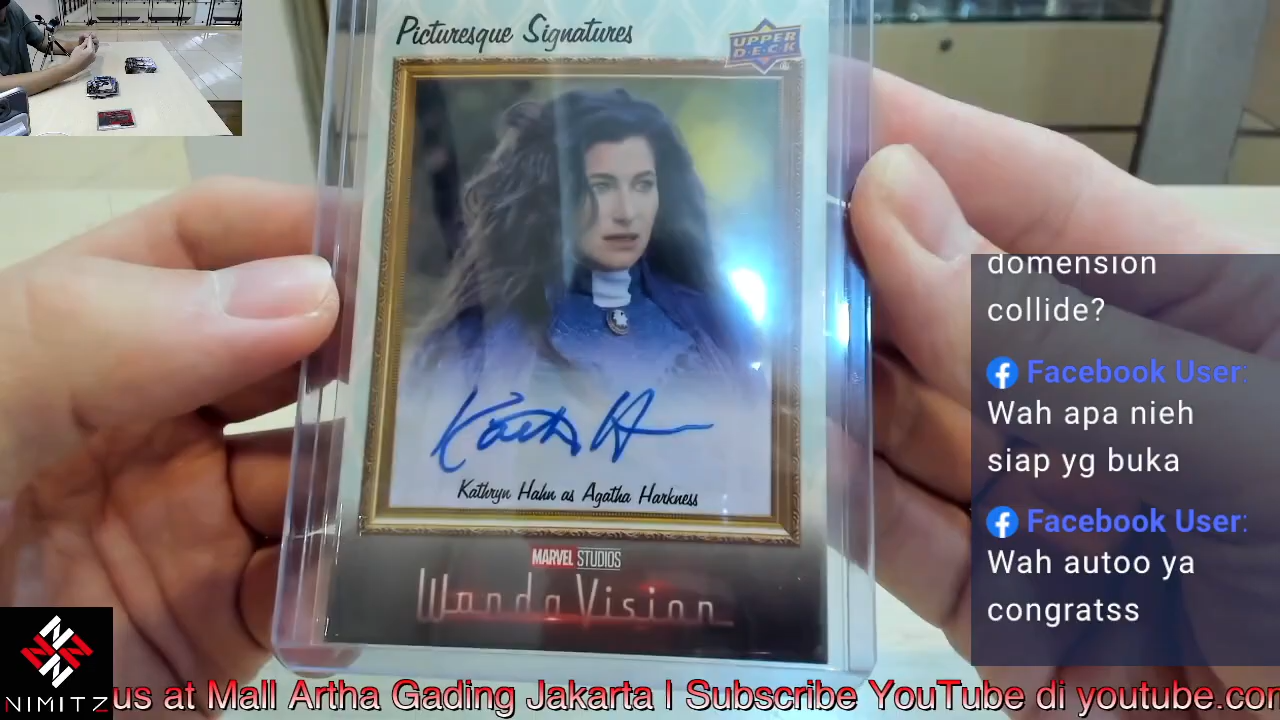 Picturesque Signatures
UPPER
D·E·C·K
Kathryn Hahn as Agatha Harkness
MARVEL STUDIOS
WandaVision
domension
collide?
Facebook User:
Wah apa nieh
siap yg buka
Facebook User:
Wah autoo ya
congratss
NIMITZ
us at Mall Artha Gading Jakarta | Subscribe YouTube di youtube.com